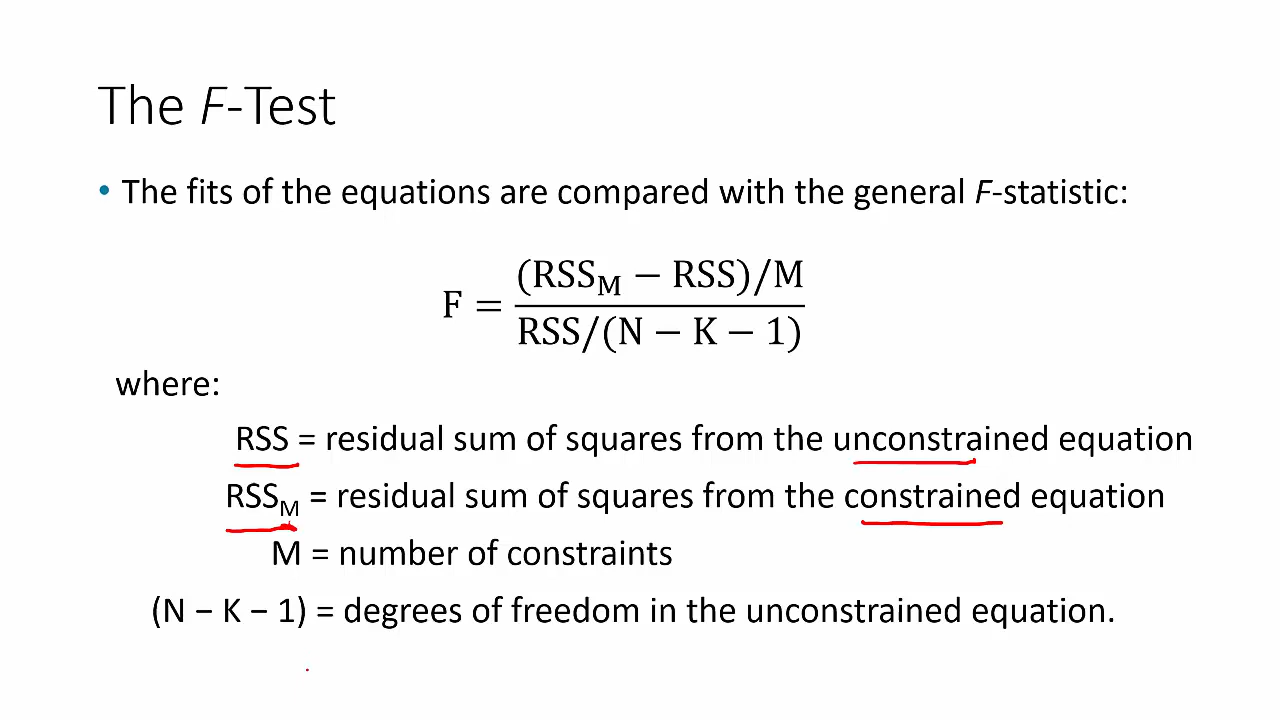 The F-Test
• The fits of the equations are compared with the general F-statistic:
F = (RSS_M − RSS)/M
RSS/(N − K − 1)
where:
RSS = residual sum of squares from the unconstrained equation
RSS_M = residual sum of squares from the constrained equation
M = number of constraints
(N − K − 1) = degrees of freedom in the unconstrained equation.